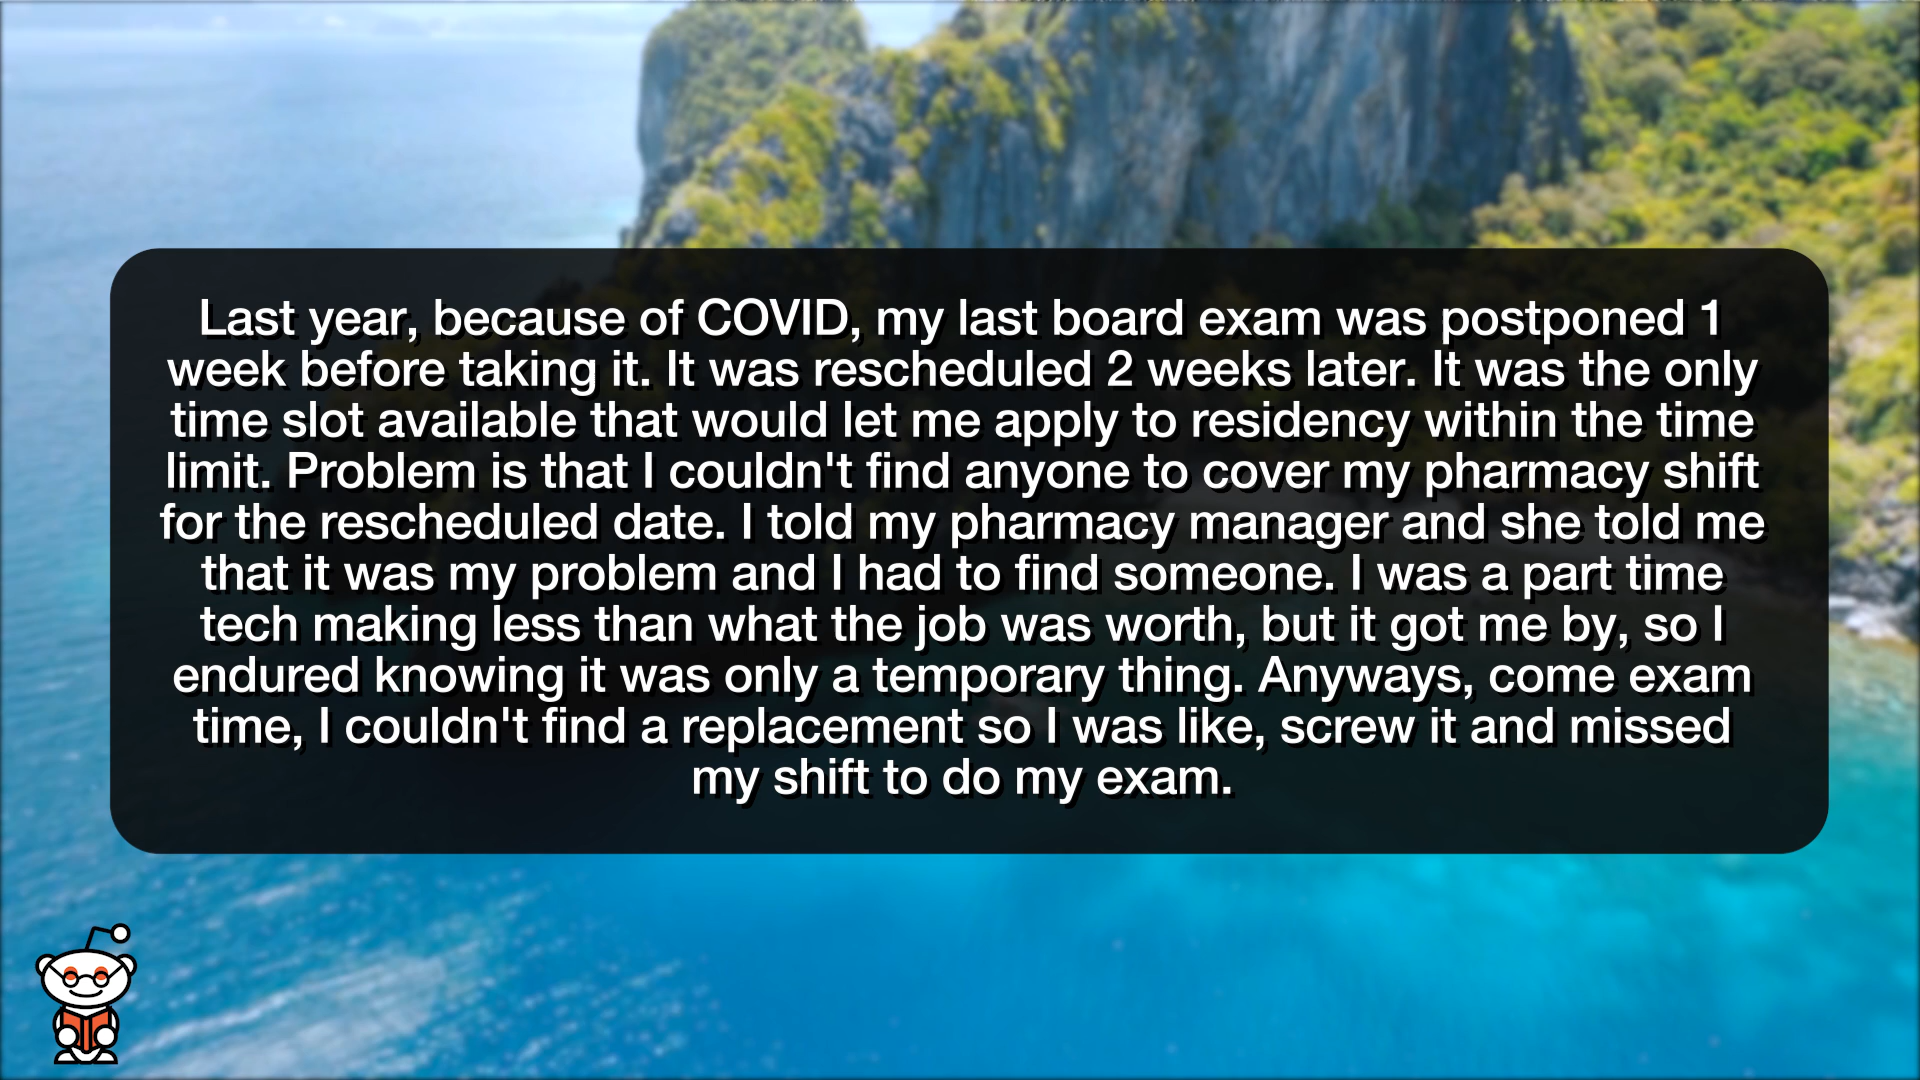 Last year, because of COVID, my last board exam was postponed 1
week before taking it. It was rescheduled 2 weeks later. It was the only
time slot available that would let me apply to residency within the time
limit. Problem is that I couldn't find anyone to cover my pharmacy shift
for the rescheduled date. I told my pharmacy manager and she told me
that it was my problem and I had to find someone. I was a part time
tech making less than what the job was worth, but it got me by, so I
endured knowing it was only a temporary thing. Anyways, come exam
time, I couldn't find a replacement so I was like, screw it and missed
my shift to do my exam.